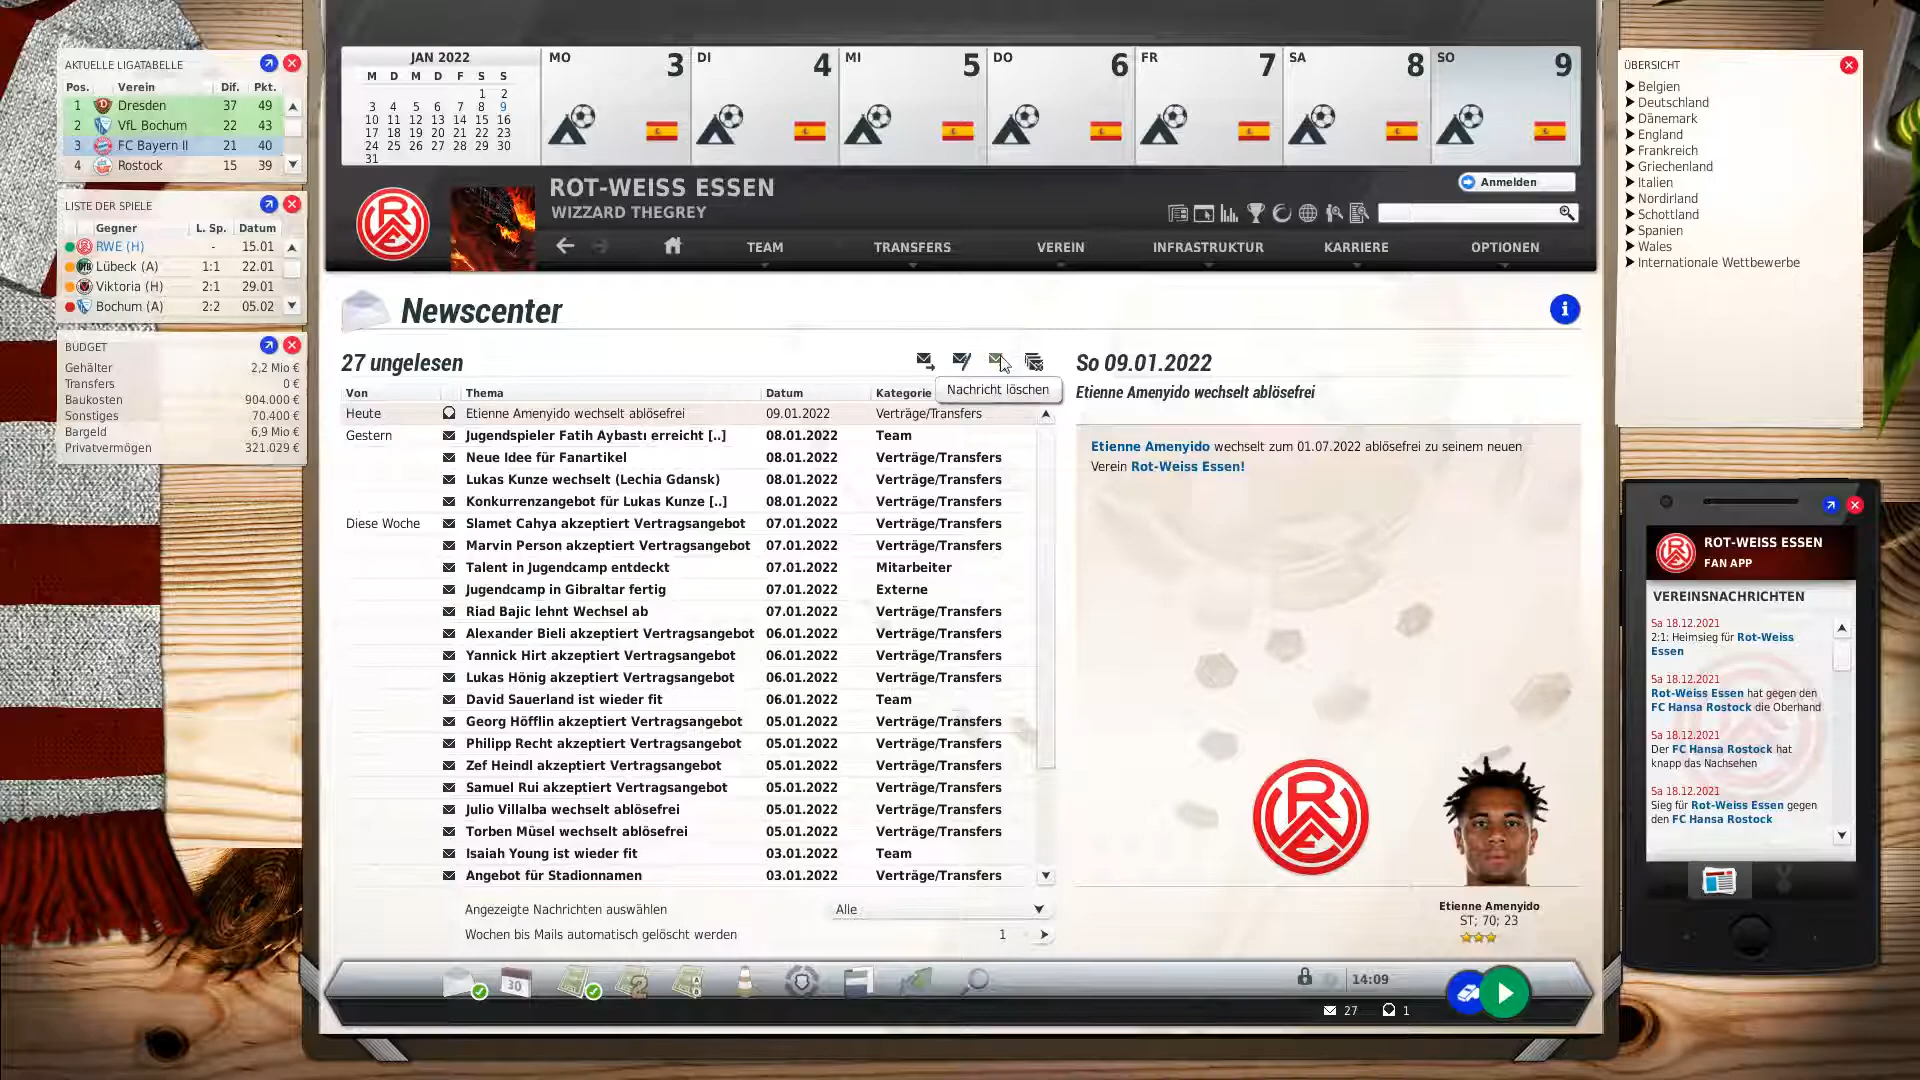 AKTUELLE LIGATABELLE
Pos. Verein Dif. Pkt.
1 Dresden 37 49
2 VfL Bochum 22 43
3 FC Bayern II 21 40
4 Rostock 15 39
LISTE DER SPIELE
Gegner L. Sp. Datum
RWE (H) - 15.01
Lübeck (A) 1:1 22.01
Viktoria (H) 2:1 29.01
Bochum (A) 2:2 05.02
BUDGET
Gehälter 2,2 Mio €
Transfers 0 €
Baukosten 904.000 €
Sonstiges 70.400 €
Bargeld 6,9 Mio €
Privatvermögen 321.029 €
JAN 2022
M D M D F S S
1 2
3 4 5 6 7 8 9
10 11 12 13 14 15 16
17 18 19 20 21 22 23
24 25 26 27 28 29 30
31
MO 3 DI 4 MI 5 DO 6 FR 7 SA 8 SO 9
ROT-WEISS ESSEN
WIZZARD THEGREY
Anmelden
TEAM TRANSFERS VEREIN INFRASTRUKTUR KARRIERE OPTIONEN
Newscenter
27 ungelesen
Nachricht löschen
Von Thema Datum Kategorie
Heute Etienne Amenyido wechselt ablösefrei 09.01.2022 Verträge/Transfers
Gestern Jugendspieler Fatih Aybastı erreicht [..] 08.01.2022 Team
Neue Idee für Fanartikel 08.01.2022 Verträge/Transfers
Lukas Kunze wechselt (Lechia Gdansk) 08.01.2022 Verträge/Transfers
Konkurrenzangebot für Lukas Kunze [..] 08.01.2022 Verträge/Transfers
Diese Woche Slamet Cahya akzeptiert Vertragsangebot 07.01.2022 Verträge/Transfers
Marvin Person akzeptiert Vertragsangebot 07.01.2022 Verträge/Transfers
Talent in Jugendcamp entdeckt 07.01.2022 Mitarbeiter
Jugendcamp in Gibraltar fertig 07.01.2022 Externe
Riad Bajic lehnt Wechsel ab 07.01.2022 Verträge/Transfers
Alexander Bieli akzeptiert Vertragsangebot 06.01.2022 Verträge/Transfers
Yannick Hirt akzeptiert Vertragsangebot 06.01.2022 Verträge/Transfers
Lukas Hönig akzeptiert Vertragsangebot 06.01.2022 Verträge/Transfers
David Sauerland ist wieder fit 06.01.2022 Team
Georg Höfflin akzeptiert Vertragsangebot 05.01.2022 Verträge/Transfers
Philipp Recht akzeptiert Vertragsangebot 05.01.2022 Verträge/Transfers
Zef Heindl akzeptiert Vertragsangebot 05.01.2022 Verträge/Transfers
Samuel Rui akzeptiert Vertragsangebot 05.01.2022 Verträge/Transfers
Julio Villalba wechselt ablösefrei 05.01.2022 Verträge/Transfers
Torben Müsel wechselt ablösefrei 05.01.2022 Verträge/Transfers
Isaiah Young ist wieder fit 03.01.2022 Team
Angebot für Stadionnamen 03.01.2022 Verträge/Transfers
Angezeigte Nachrichten auswählen Alle
Wochen bis Mails automatisch gelöscht werden 1
So 09.01.2022
Etienne Amenyido wechselt ablösefrei
Etienne Amenyido wechselt zum 01.07.2022 ablösefrei zu seinem neuen
Verein Rot-Weiss Essen!
Etienne Amenyido
ST; 70; 23
30
2
14:09
27 1
ÜBERSICHT
Belgien
Deutschland
Dänemark
England
Frankreich
Griechenland
Italien
Nordirland
Schottland
Spanien
Wales
Internationale Wettbewerbe
ROT-WEISS ESSEN
FAN APP
VEREINSNACHRICHTEN
Sa 18.12.2021
2:1: Heimsieg für Rot-Weiss
Essen
Sa 18.12.2021
Rot-Weiss Essen hat gegen den
FC Hansa Rostock die Oberhand
Sa 18.12.2021
Der FC Hansa Rostock hat
knapp das Nachsehen
Sa 18.12.2021
Sieg für Rot-Weiss Essen gegen
den FC Hansa Rostock